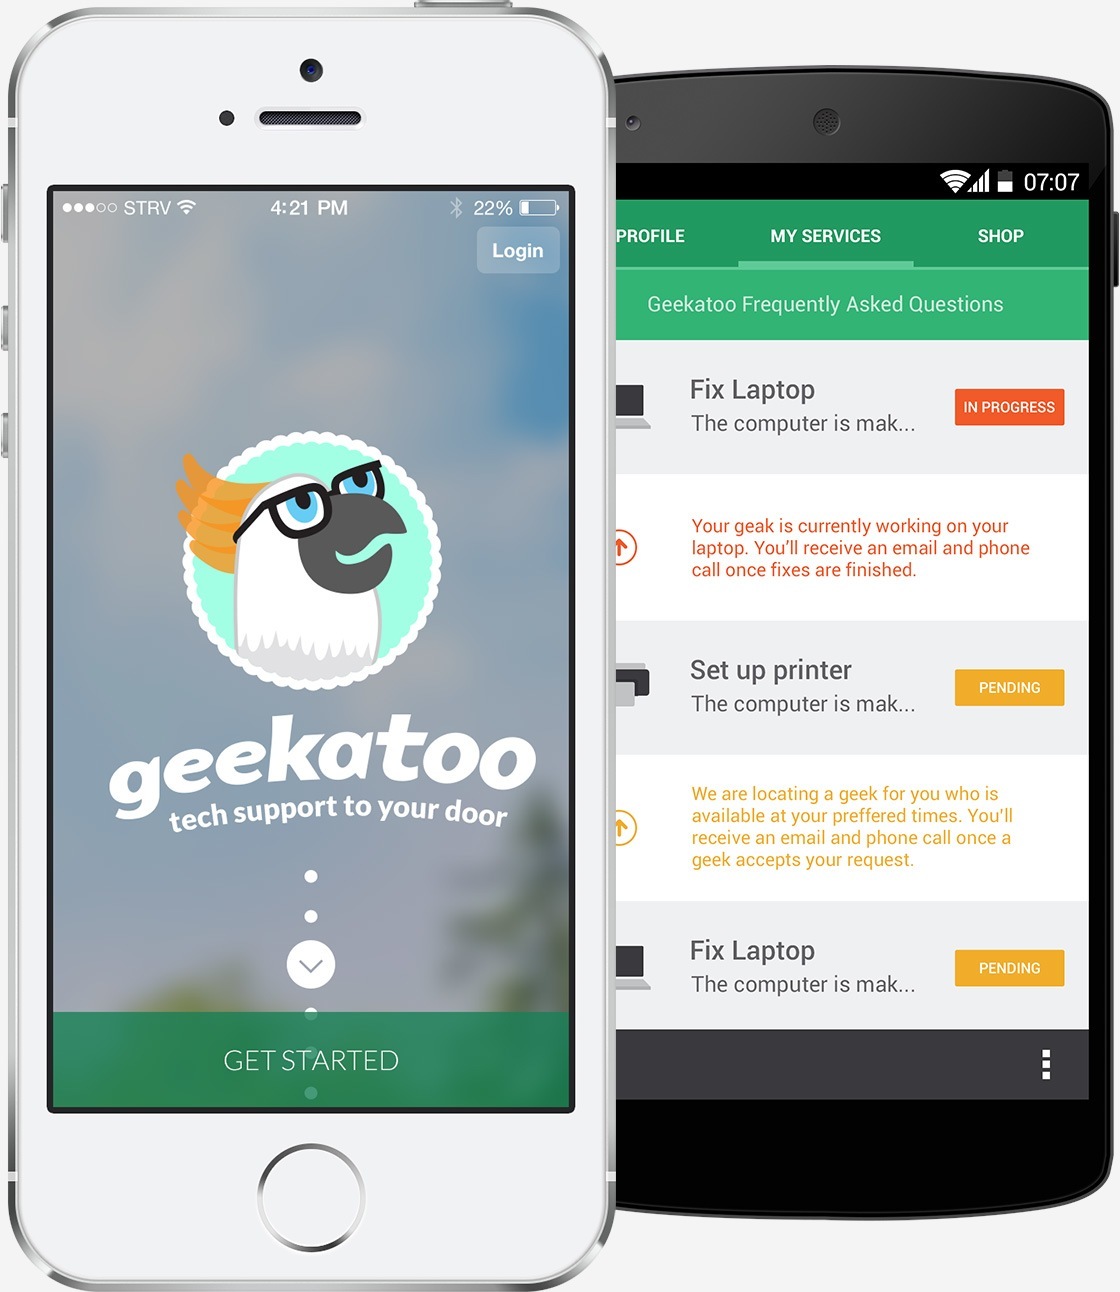 STRV
4:21 PM
22%
Login
geekatoo
tech support to your door
GET STARTED
07:07
PROFILE
MY SERVICES
SHOP
Geekatoo Frequently Asked Questions
Fix Laptop
The computer is mak...
IN PROGRESS
Your geak is currently working on your
laptop. You'll receive an email and phone
call once fixes are finished.
Set up printer
The computer is mak...
PENDING
We are locating a geek for you who is
available at your preffered times. You'll
receive an email and phone call once a
geek accepts your request.
Fix Laptop
The computer is mak...
PENDING